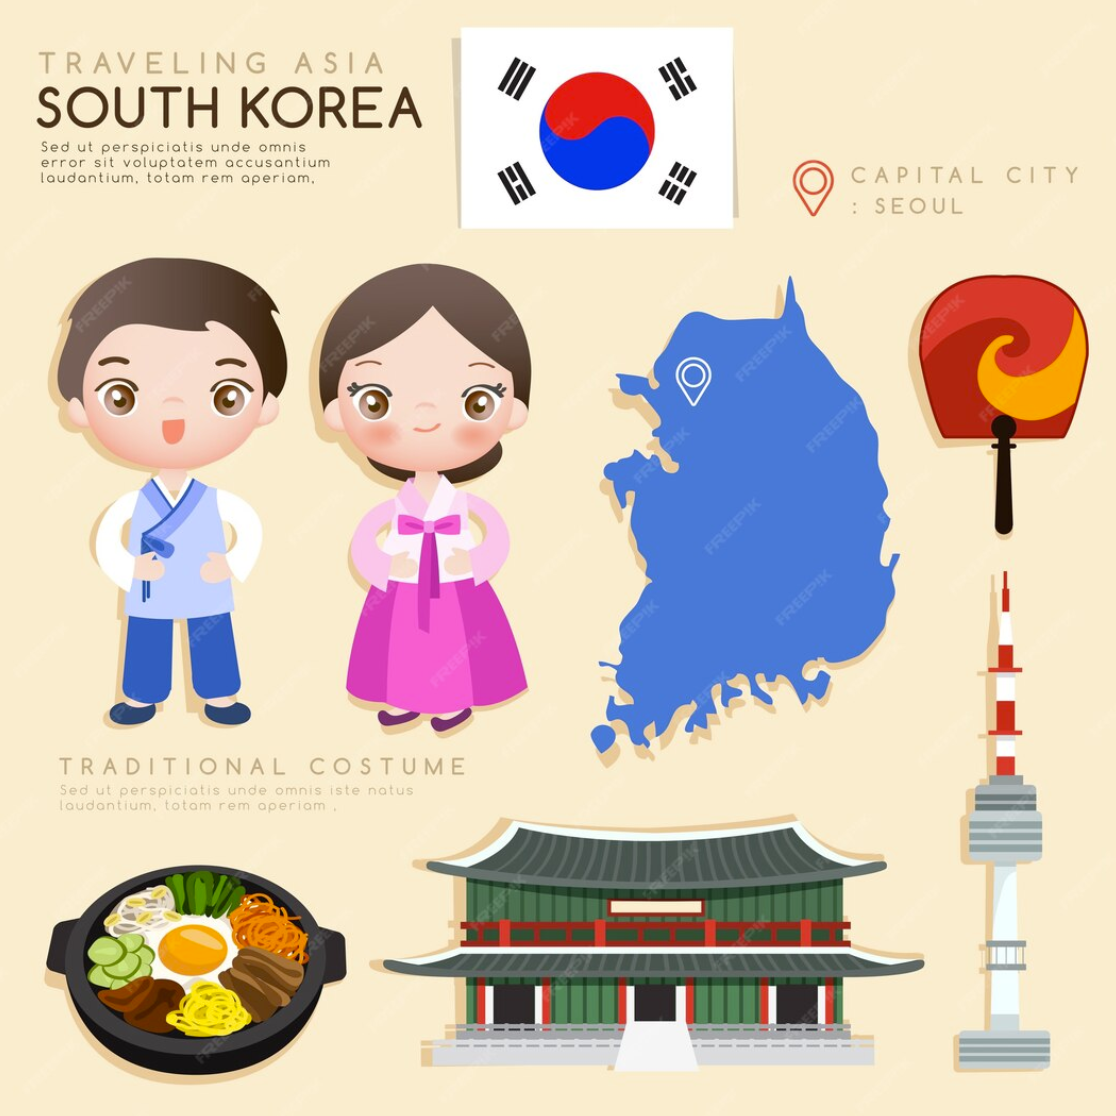 TRAVELING ASIA
SOUTH KOREA
Sed ut perspiciatis unde omnis
error sit voluptatem accusantium
laudantium, totam rem aperiam,
CAPITAL CITY
: SEOUL
TRADITIONAL COSTUME
Sed ut perspiciatis unde omnis iste natus
laudantium, totam rem aperiam .
FREEPIK